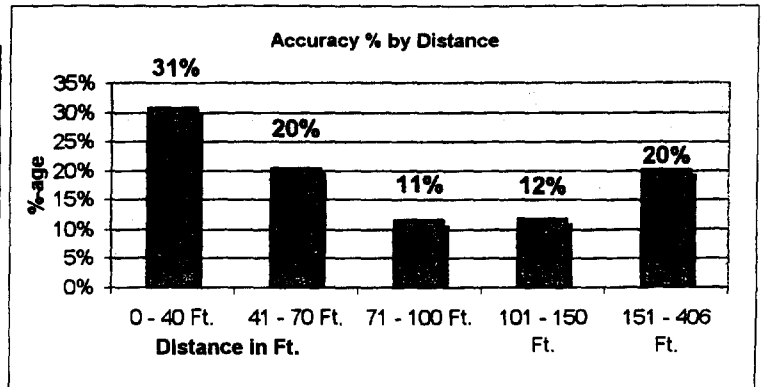 Accuracy % by Distance
31%
20%
11%
12%
20%
35%
30%
25%
20%
15%
10%
5%
0%
%-age
0 - 40 Ft.
41 - 70 Ft.
71 - 100 Ft.
101 - 150
Ft.
151 - 406
Ft.
Distance in Ft.